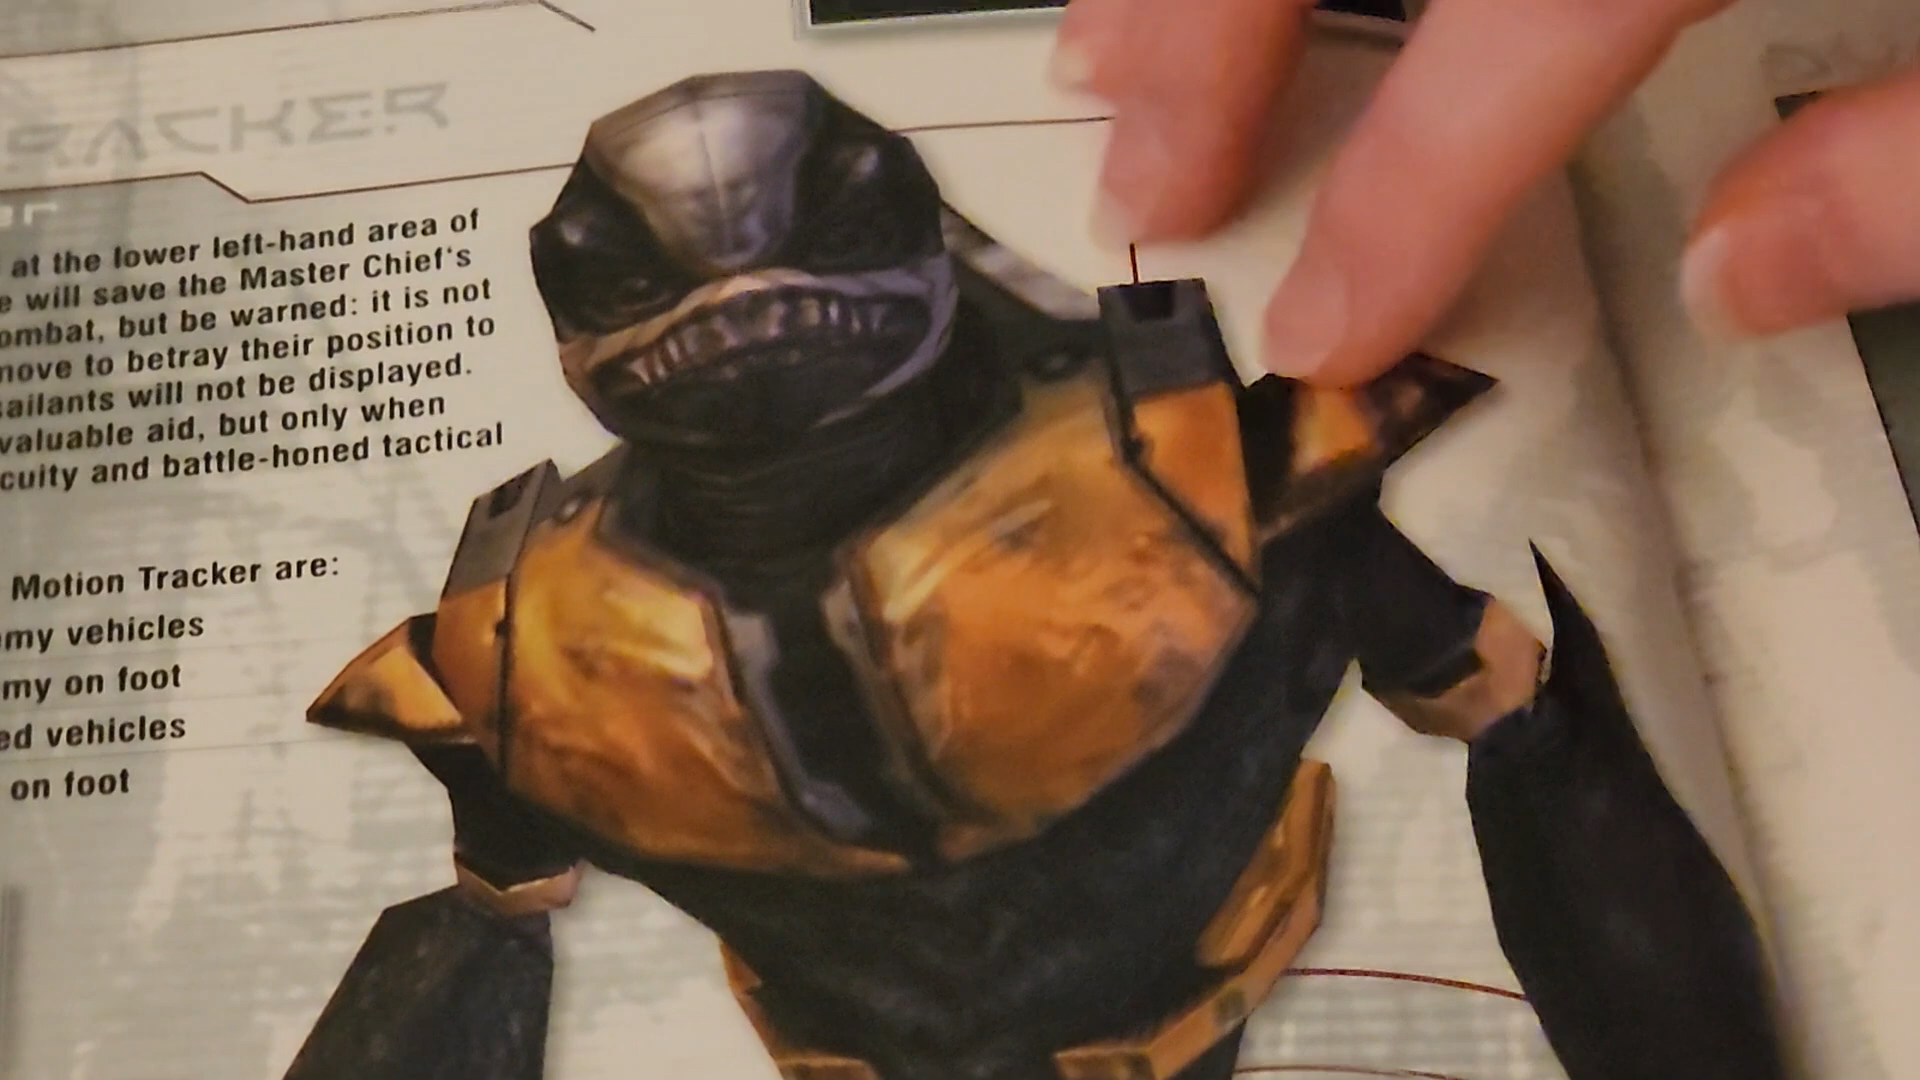 RACKER
at the lower left-hand area of
will save the Master Chief's
ombat, but be warned: it is not
move to betray their position to
ailants will not be displayed.
valuable aid, but only when
cuity and battle-honed tactical
Motion Tracker are:
my vehicles
my on foot
ed vehicles
on foot